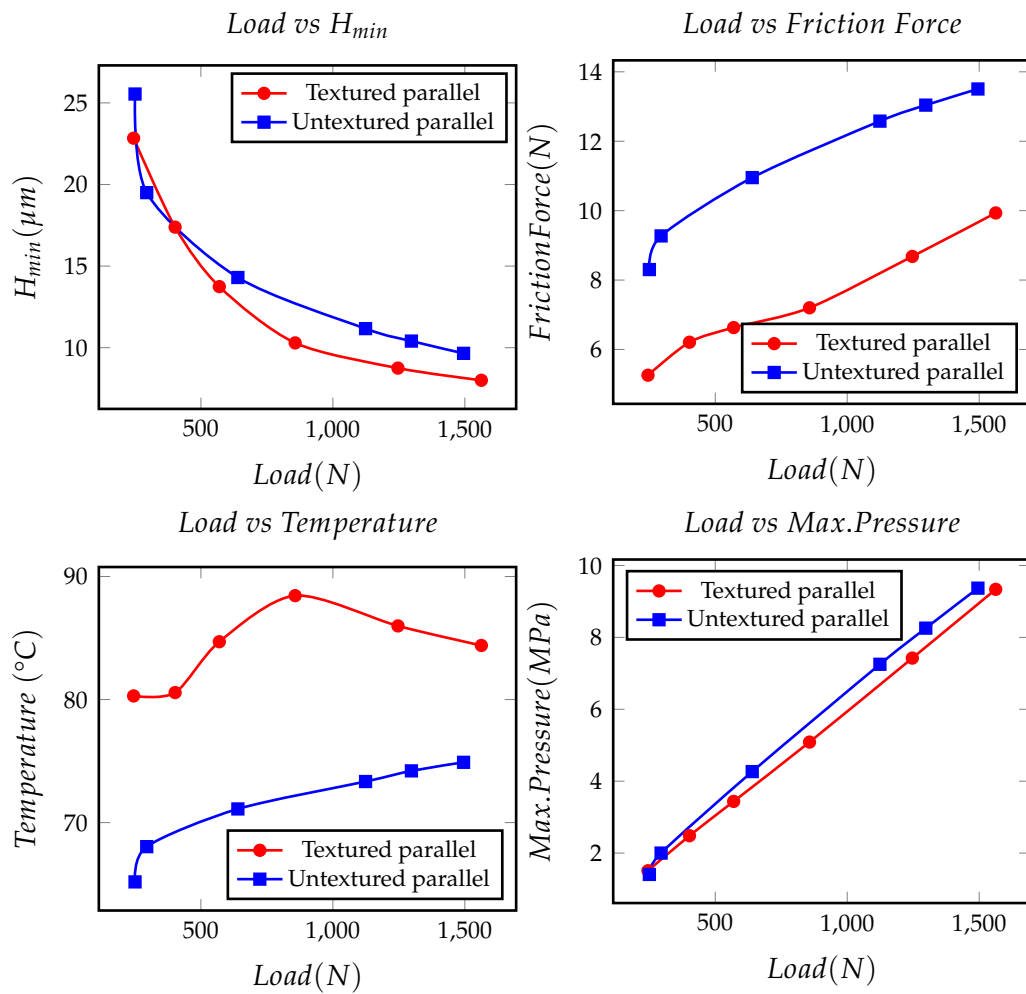 Load vs H_min
Textured parallel
Untextured parallel
25
20
15
10
H_min(μm)
500
1,000
1,500
Load(N)
Load vs Friction Force
14
12
10
8
6
FrictionForce(N)
Textured parallel
Untextured parallel
500
1,000
1,500
Load(N)
Load vs Temperature
90
80
70
Temperature (°C)
Textured parallel
Untextured parallel
500
1,000
1,500
Load(N)
Load vs Max.Pressure
Textured parallel
Untextured parallel
10
8
6
4
2
Max.Pressure(MPa)
500
1,000
1,500
Load(N)